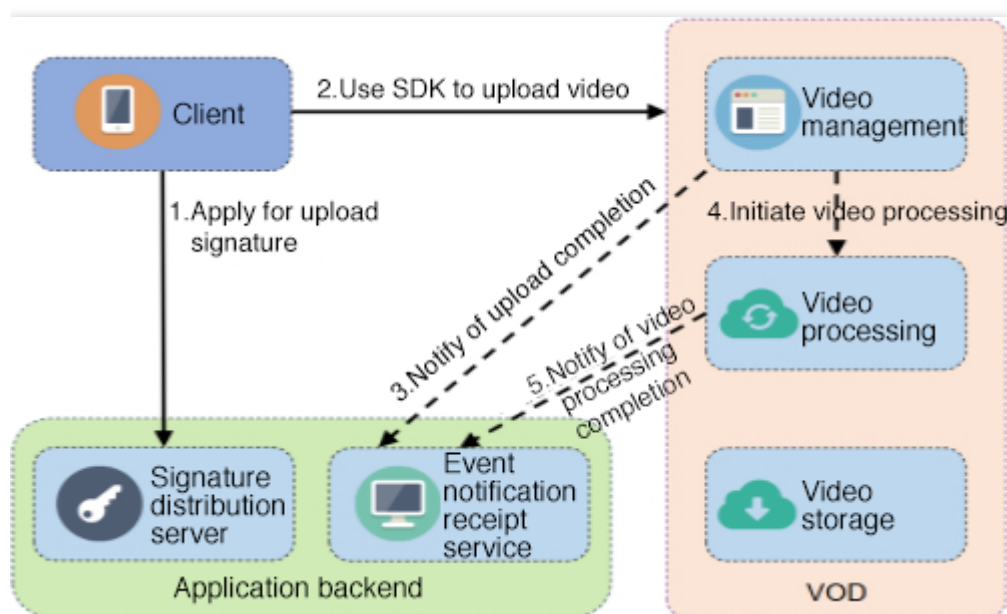 Client
2.Use SDK to upload video
Video
management
1.Apply for upload
signature
3.Notify of upload completion
4.Initiate video processing
Video
processing
5.Notify of video
processing
completion
Signature
distribution
server
Event
notification
receipt
service
Video
storage
Application backend
VOD